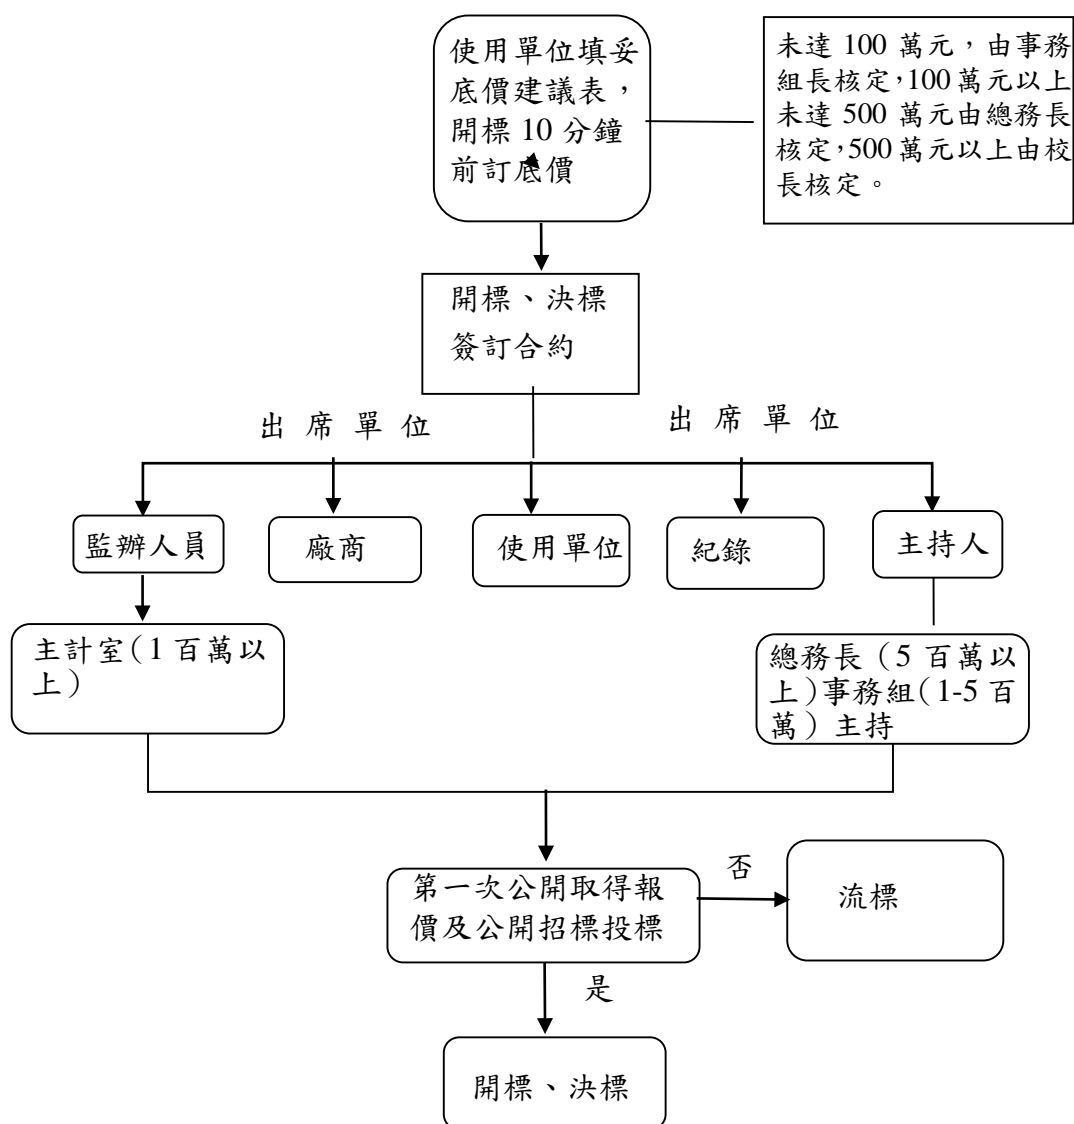 使用單位填妥
底價建議表，
開標 10 分鐘
前訂底價
未達 100 萬元，由事務
組長核定，100 萬元以上
未達 500 萬元由總務長
核定，500 萬元以上由校
長核定。
開標、決標
簽訂合約
出 席 單 位
出 席 單 位
監辦人員
廠商
使用單位
紀錄
主持人
主計室（1 百萬以
上）
總務長（5 百萬以
上）事務組（1-5 百
萬）主持
第一次公開取得報
價及公開招標投標
否
流標
是
開標、決標